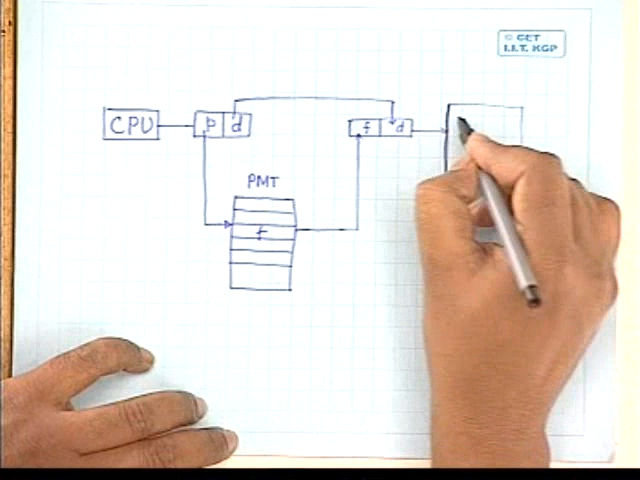 © CET
I.I.T. KGP
CPU p d f d
PMT
f